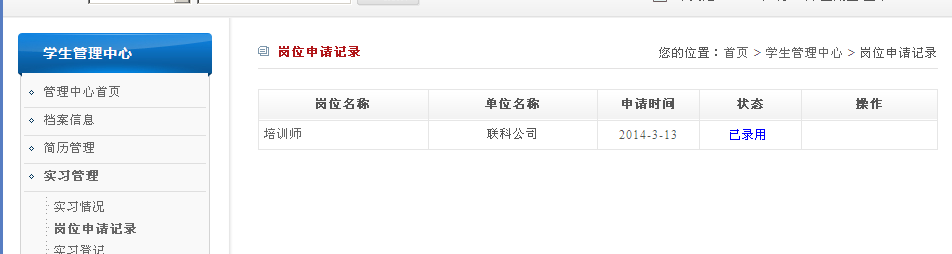 学生管理中心
管理中心首页
档案信息
简历管理
实习管理
实习情况
岗位申请记录
实习登记
岗位申请记录
您的位置：首页 > 学生管理中心 > 岗位申请记录
岗位名称 单位名称 申请时间 状态 操作
培训师 联科公司 2014-3-13 已录用